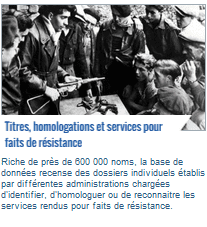 Titres, homologations et services pour
faits de résistance
Riche de prés de 600 000 noms, la base de
données recense des dossiers individuels établis
par différentes administrations chargées
d'identifier, d'homologuer ou de reconnaitre les
services rendus pour faits de résistance.